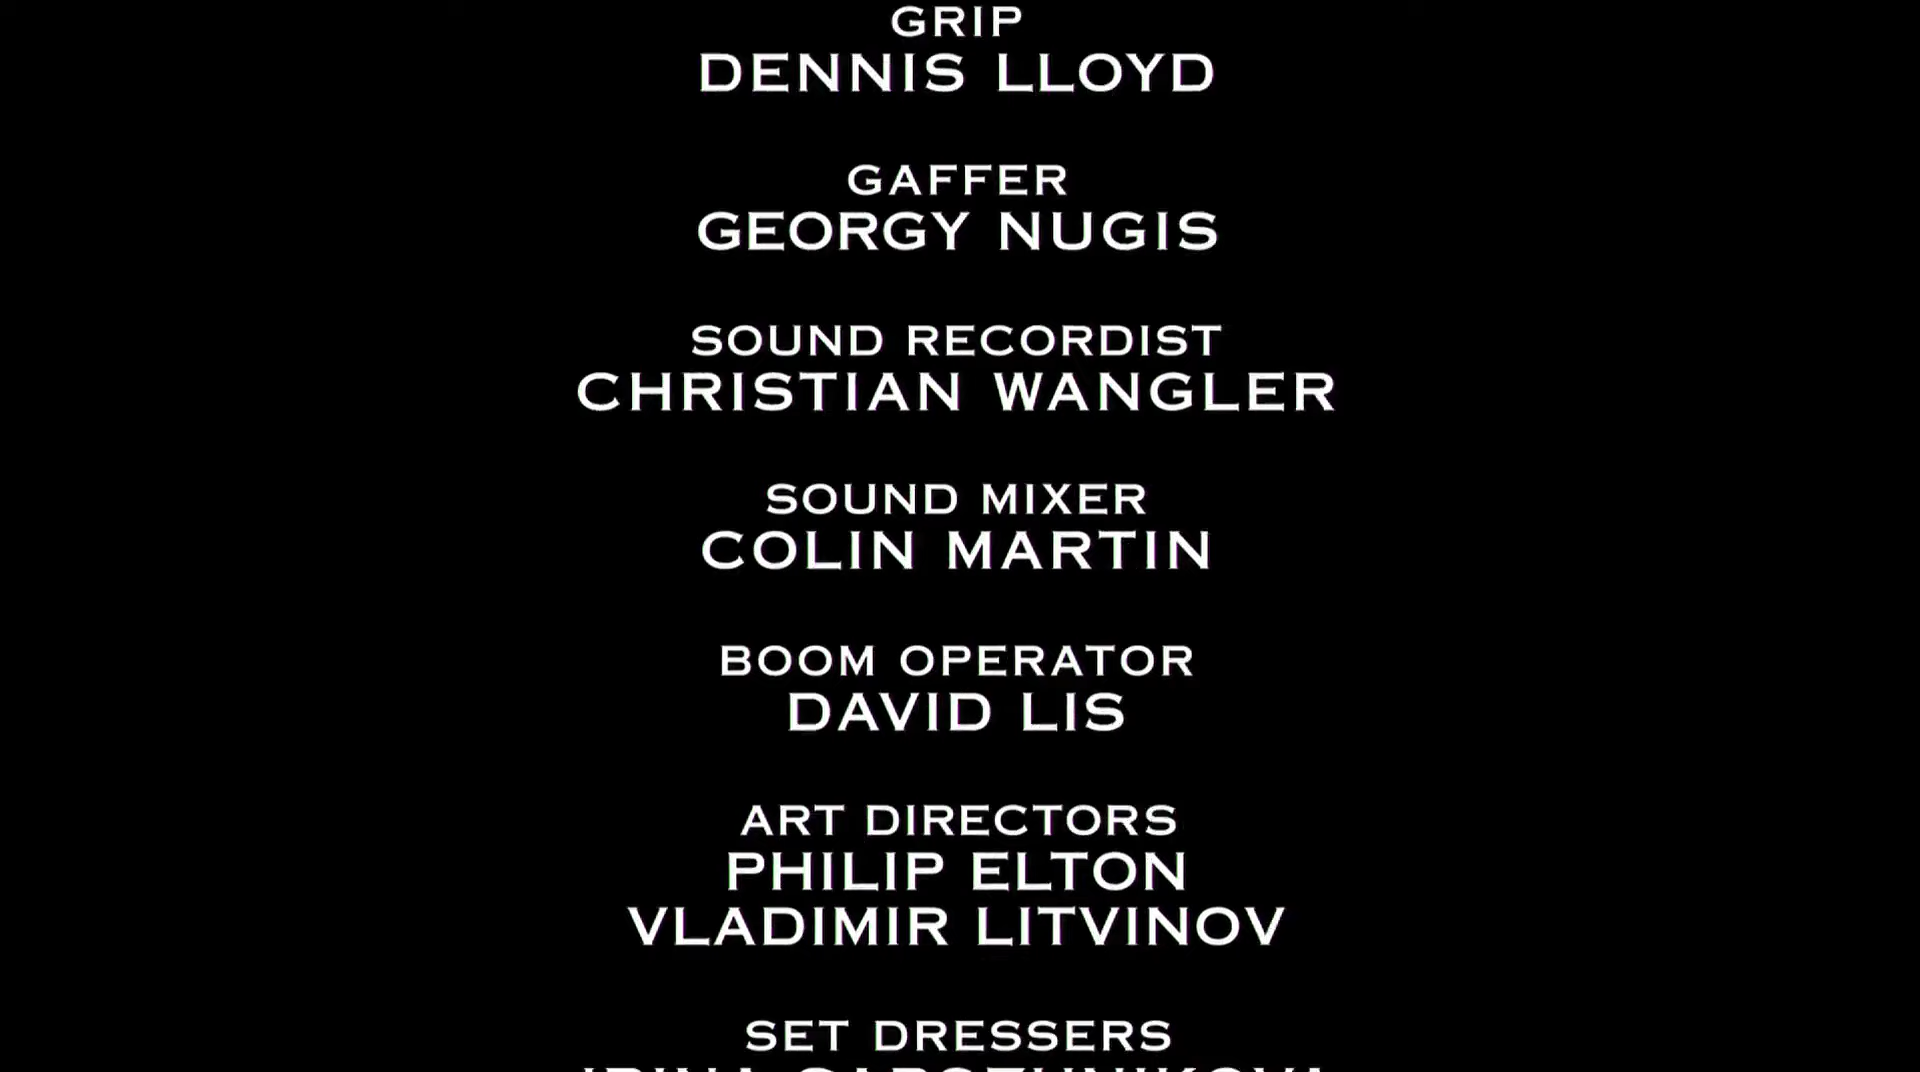 GRIP
DENNIS LLOYD
GAFFER
GEORGY NUGIS
SOUND RECORDIST
CHRISTIAN WANGLER
SOUND MIXER
COLIN MARTIN
BOOM OPERATOR
DAVID LIS
ART DIRECTORS
PHILIP ELTON
VLADIMIR LITVINOV
SET DRESSERS